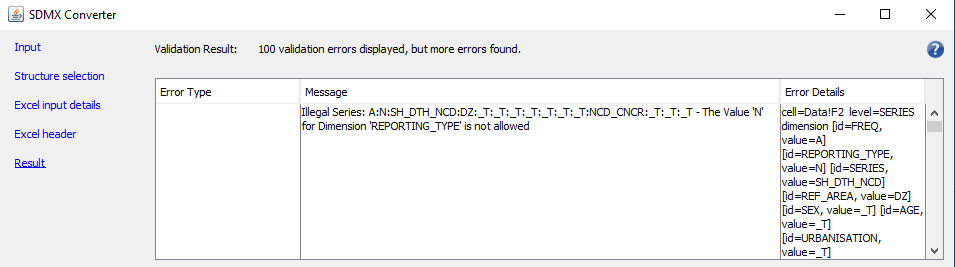 SDMX Converter
Input
Structure selection
Excel input details
Excel header
Result
Validation Result: 100 validation errors displayed, but more errors found.
Error Type
Message
Error Details
Illegal Series: A:N:SH_DTH_NCD:DZ:_T:_T:_T:_T:_T:_T:_T:NCD_CNCR:_T:_T:_T - The Value 'N'
for Dimension 'REPORTING_TYPE' is not allowed
cell=Data!F2 level=SERIES
dimension [id=FREQ,
value=A]
[id=REPORTING_TYPE,
value=N] [id=SERIES,
value=SH_DTH_NCD]
[id=REF_AREA, value=DZ]
[id=SEX, value=_T] [id=AGE,
value=_T]
[id=URBANISATION,
value=_T]